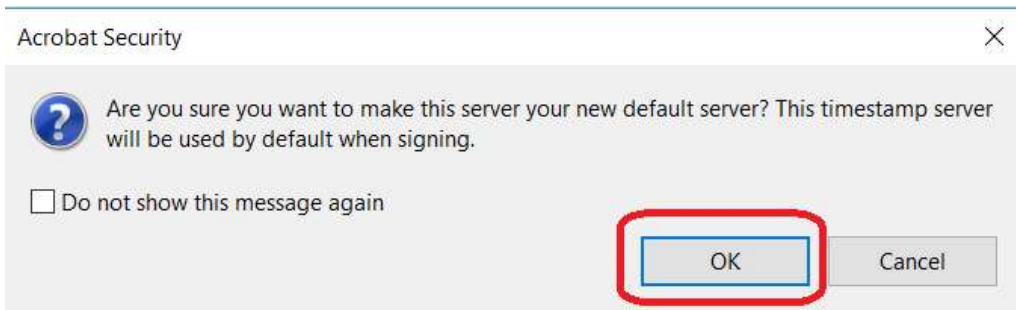 Acrobat Security
Are you sure you want to make this server your new default server? This timestamp server
will be used by default when signing.
Do not show this message again
OK Cancel